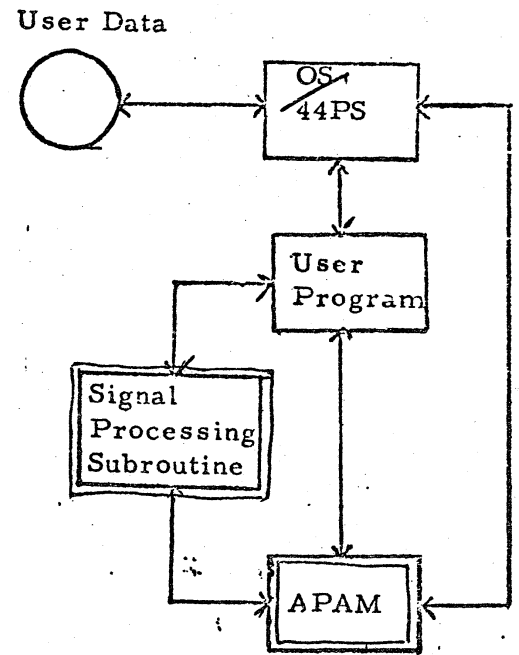 User Data
OS/
44PS
User
Program
Signal
Processing
Subroutine
APAM